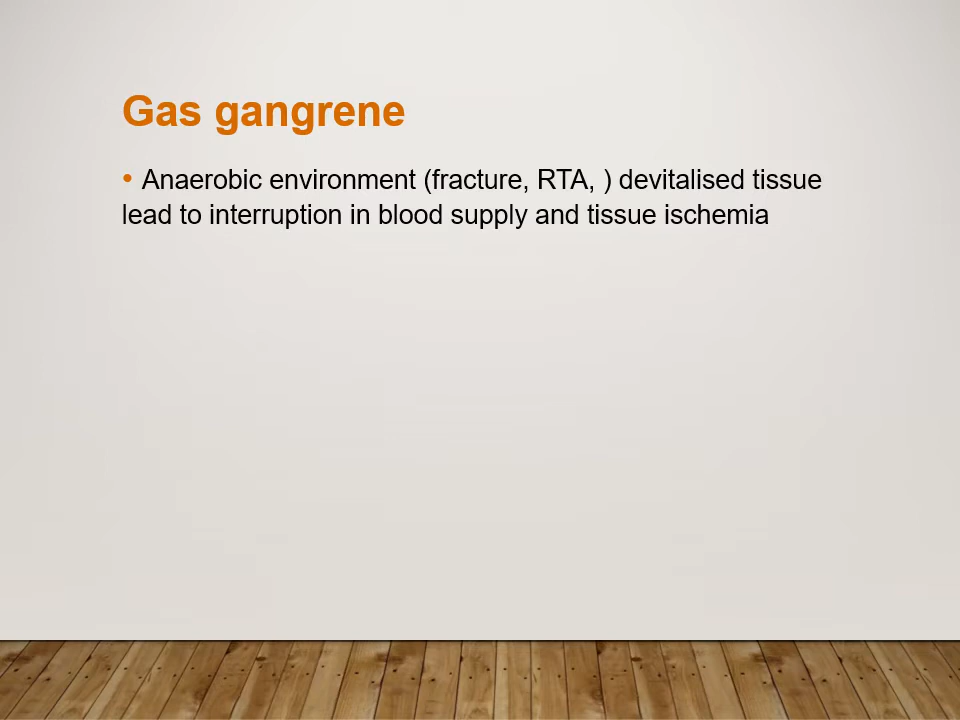 Gas gangrene
• Anaerobic environment (fracture, RTA, ) devitalised tissue
lead to interruption in blood supply and tissue ischemia